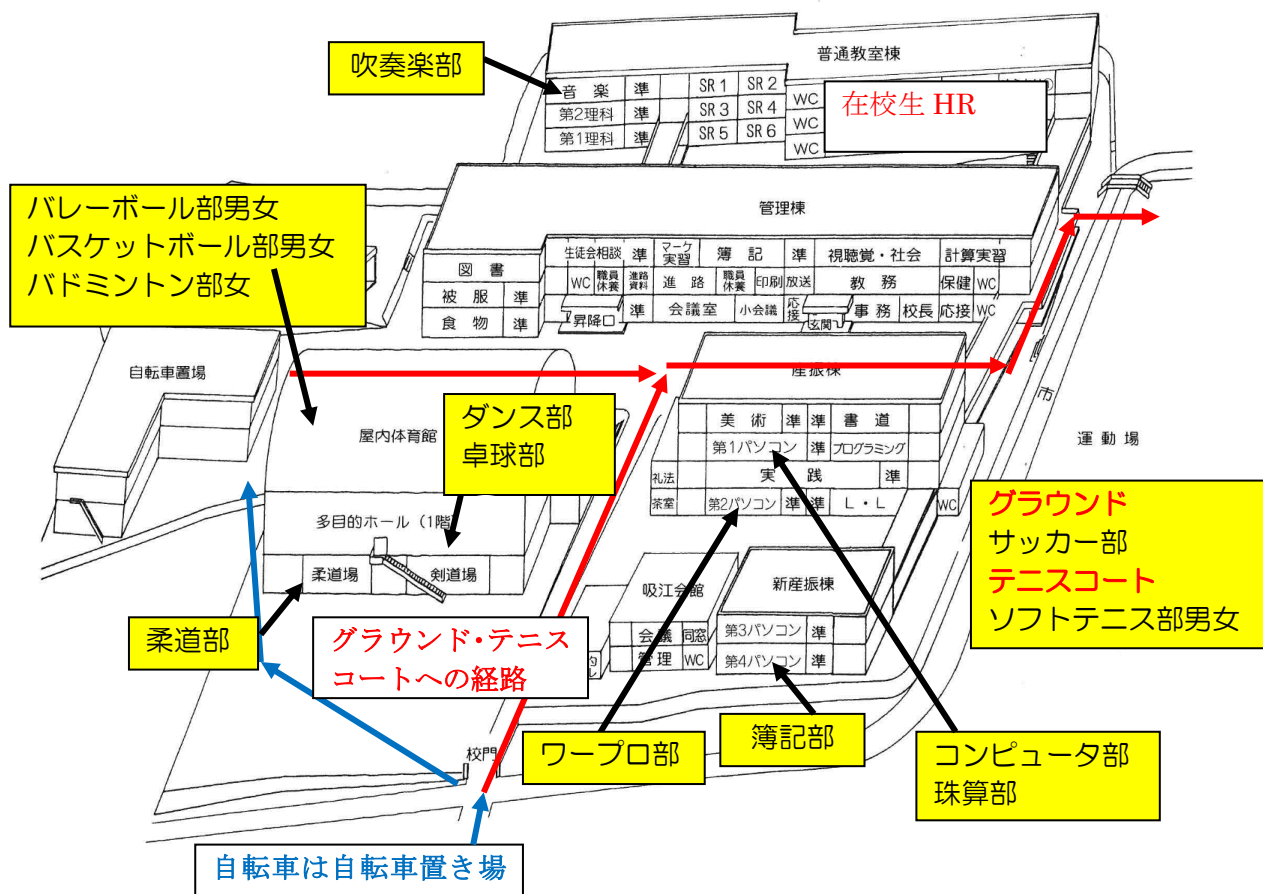 普通教室棟
吹奏楽部
音楽 準 SR1 SR2
第2理科 準 SR3 SR4 WC
第1理科 準 SR5 SR6 WC
WC
在校生 HR
管理棟
バレーボール部男女
バスケットボール部男女
バドミントン部女
生徒会相談 準 マーケ実習 簿記 準 視聴覚・社会 計算実習
図書 WC 職員休養 進路資料 進路 職員休養 印刷 放送 教務 保健 WC
被服 準
食物 準 昇降口 準 会議室 小会議 応接 玄関 事務 校長 応接 WC
自転車置場
産振棟
屋内体育館
ダンス部
卓球部
美術 準 準 書道
第1パソコン 準 プログラミング
礼法 実践 準
茶室 第2パソコン 準 準 L・L WC
市
運動場
多目的ホール(1階
柔道場 剣道場
グラウンド
サッカー部
テニスコート
ソフトテニス部男女
吸江会館
新産振棟
会議 同窓
管理 WC
第3パソコン 準
第4パソコン 準
柔道部
グラウンド・テニス
コートへの経路
校門
ワープロ部
簿記部
コンピュータ部
珠算部
自転車は自転車置き場